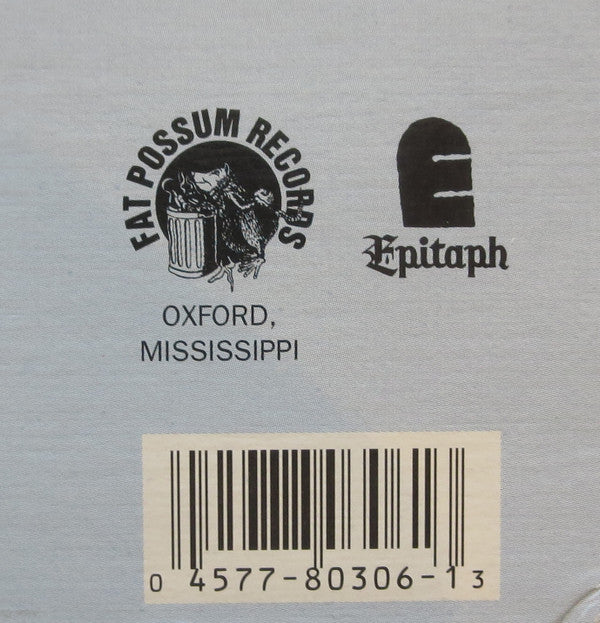 FAT POSSUM RECORDS
Epitaph
OXFORD,
MISSISSIPPI
0 4577-80306-1 3